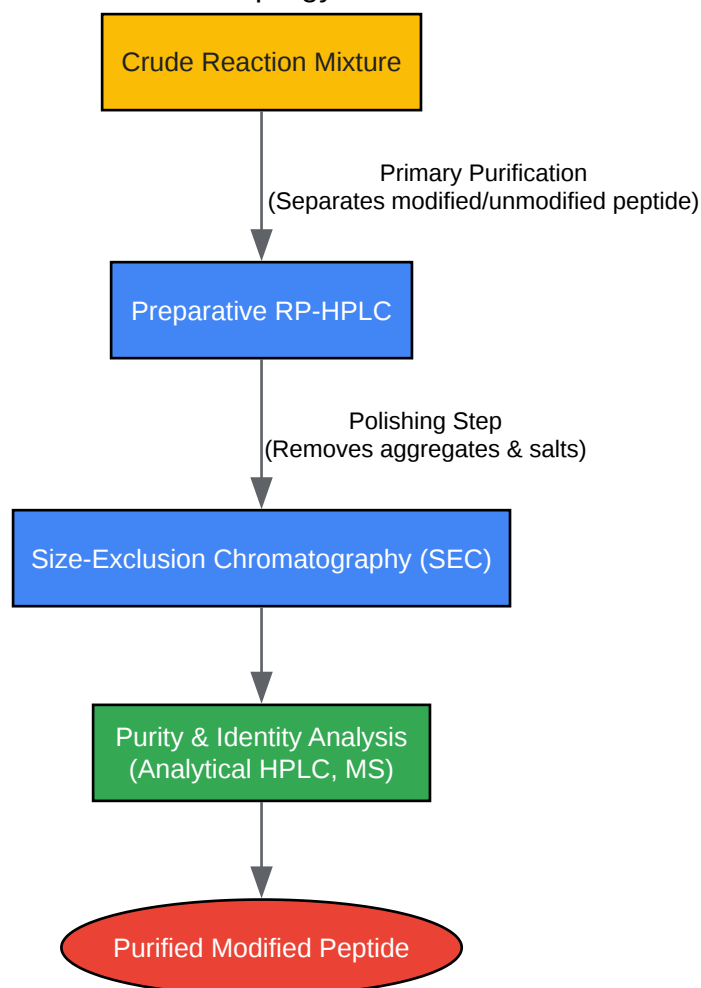 Crude Reaction Mixture
Primary Purification
(Separates modified/unmodified peptide)
Preparative RP-HPLC
Polishing Step
(Removes aggregates & salts)
Size-Exclusion Chromatography (SEC)
Purity & Identity Analysis
(Analytical HPLC, MS)
Purified Modified Peptide